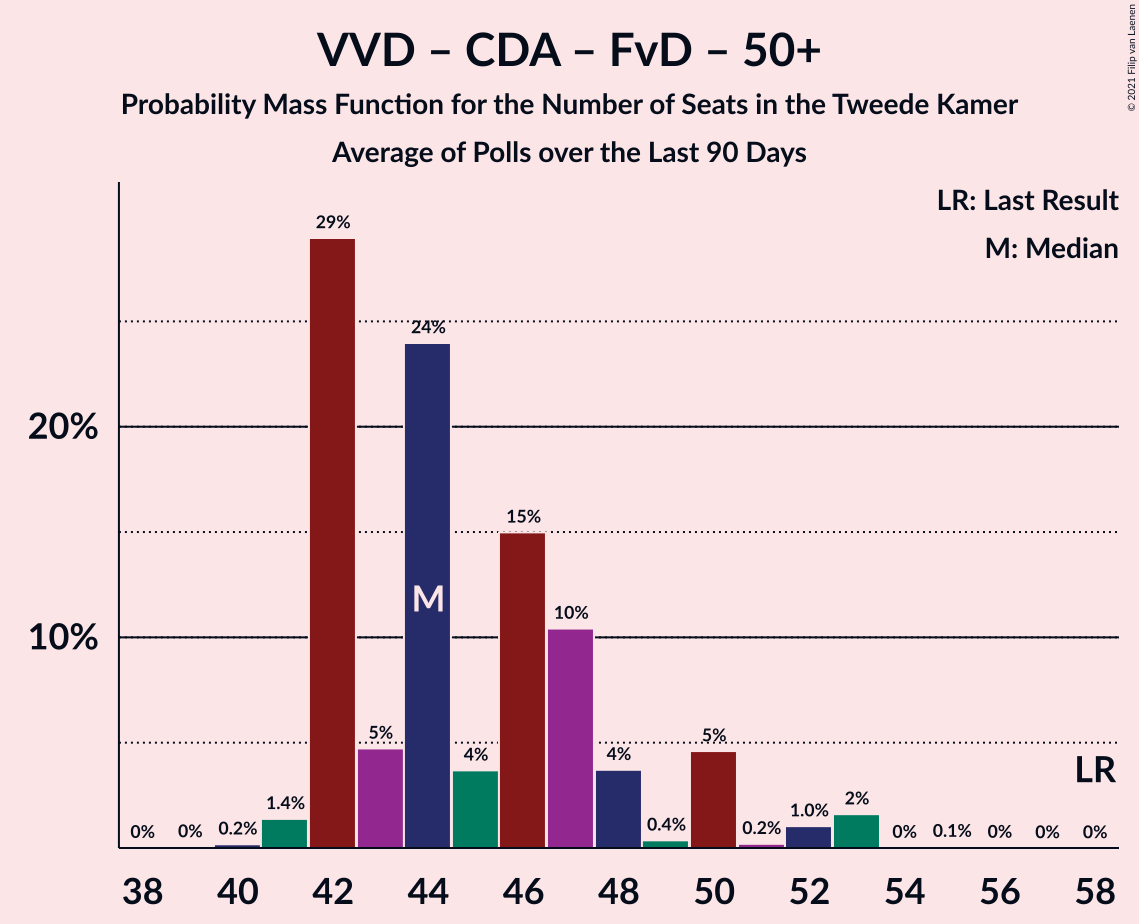 VVD – CDA – FvD – 50+
Probability Mass Function for the Number of Seats in the Tweede Kamer
Average of Polls over the Last 90 Days
© 2021 Filip van Laenen
LR: Last Result
M: Median
29%
24%
20%
15%
M
10%
10%
5%
4%
4%
5%
LR
0%
0%
0.2%
1.4%
0.4%
0.2%
1.0%
2%
0%
0.1%
0%
0%
0%
38 40 42 44 46 48 50 52 54 56 58